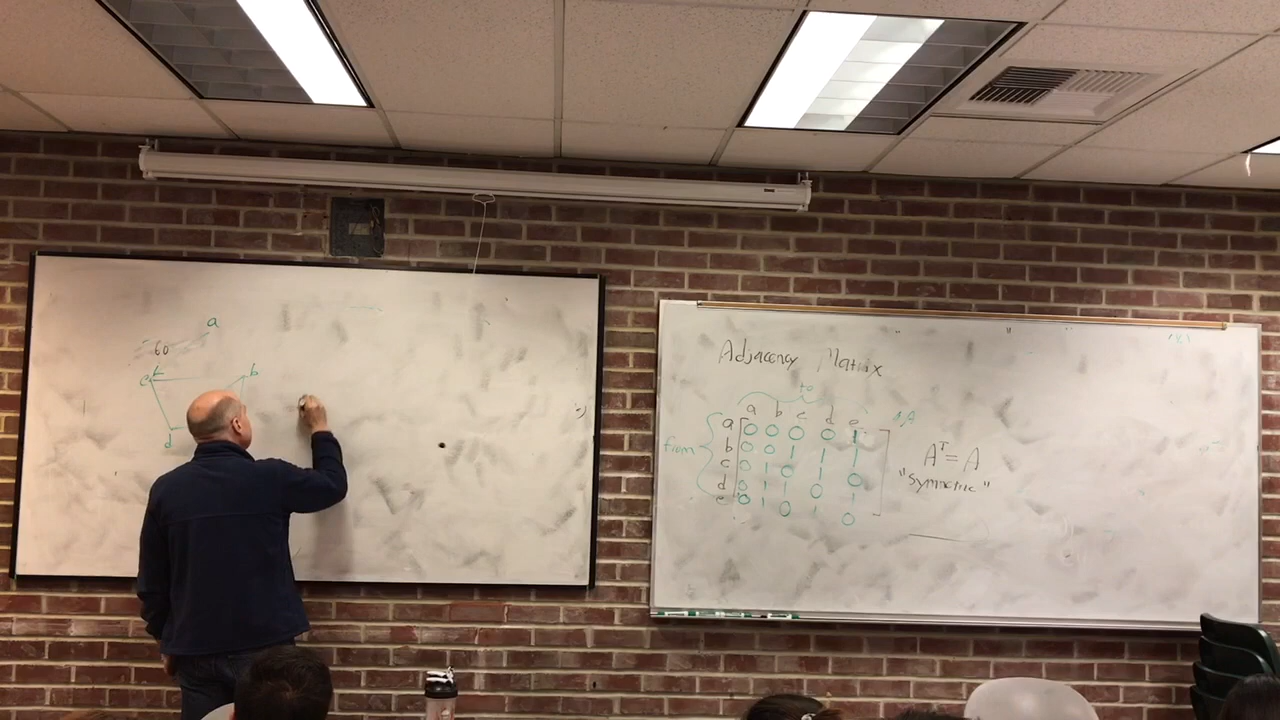 a
60
c k b
d
Adjacency Matrix
to
a b c d e
from
a 0 0 0 0 1
b 0 0 1 1 1
c 0 1 0 1 0
d 0 1 1 0 1
e 0 1 0 1 0
A^T = A
"symmetric"